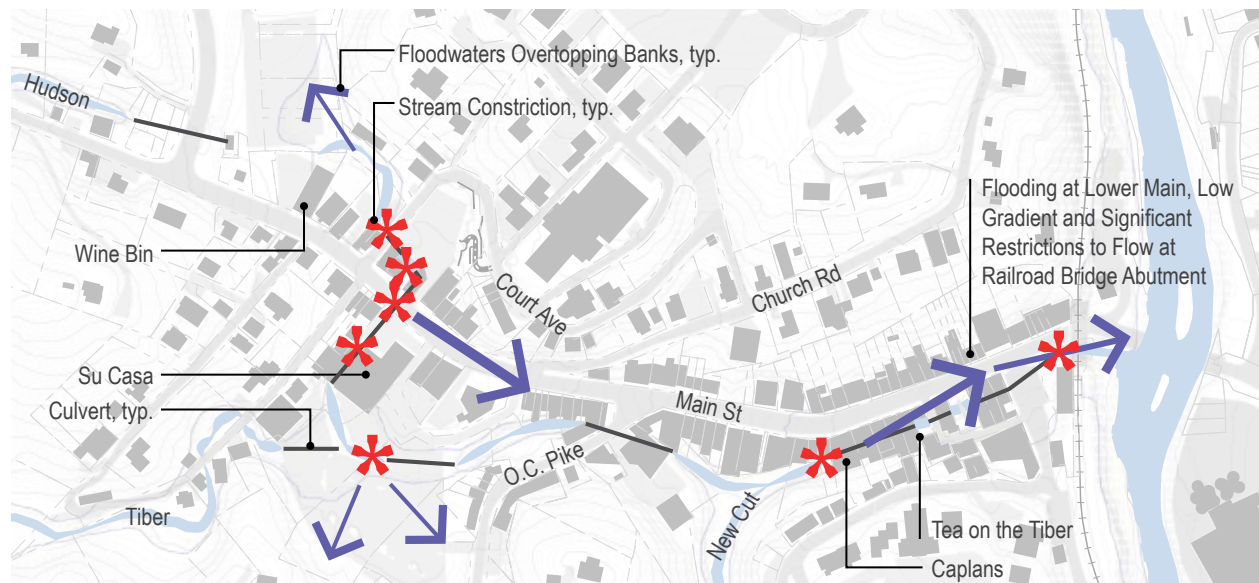 Floodwaters Overtopping Banks, typ.
Hudson
Stream Constriction, typ.
Flooding at Lower Main, Low
Gradient and Significant
Restrictions to Flow at
Railroad Bridge Abutment
Wine Bin
Court Ave
Church Rd
Su Casa
Culvert, typ.
Main St
O.C. Pike
Tiber
New Cut
Tea on the Tiber
Caplans